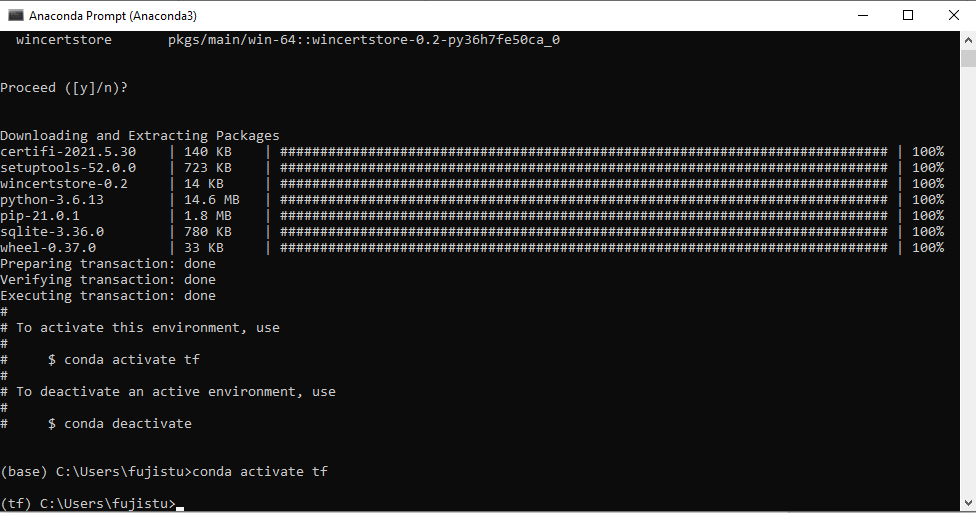 Anaconda Prompt (Anaconda3)
  wincertstore       pkgs/main/win-64::wincertstore-0.2-py36h7fe50ca_0
Proceed ([y]/n)?
Downloading and Extracting Packages
certifi-2021.5.30    | 140 KB    | ############################################################################ | 100%
setuptools-52.0.0    | 723 KB    | ############################################################################ | 100%
wincertstore-0.2     | 14 KB     | ############################################################################ | 100%
python-3.6.13        | 14.6 MB   | ############################################################################ | 100%
pip-21.0.1           | 1.8 MB    | ############################################################################ | 100%
sqlite-3.36.0        | 780 KB    | ############################################################################ | 100%
wheel-0.37.0         | 33 KB     | ############################################################################ | 100%
Preparing transaction: done
Verifying transaction: done
Executing transaction: done
#
# To activate this environment, use
#
#     $ conda activate tf
#
# To deactivate an active environment, use
#
#     $ conda deactivate
(base) C:\Users\fujistu>conda activate tf
(tf) C:\Users\fujistu>